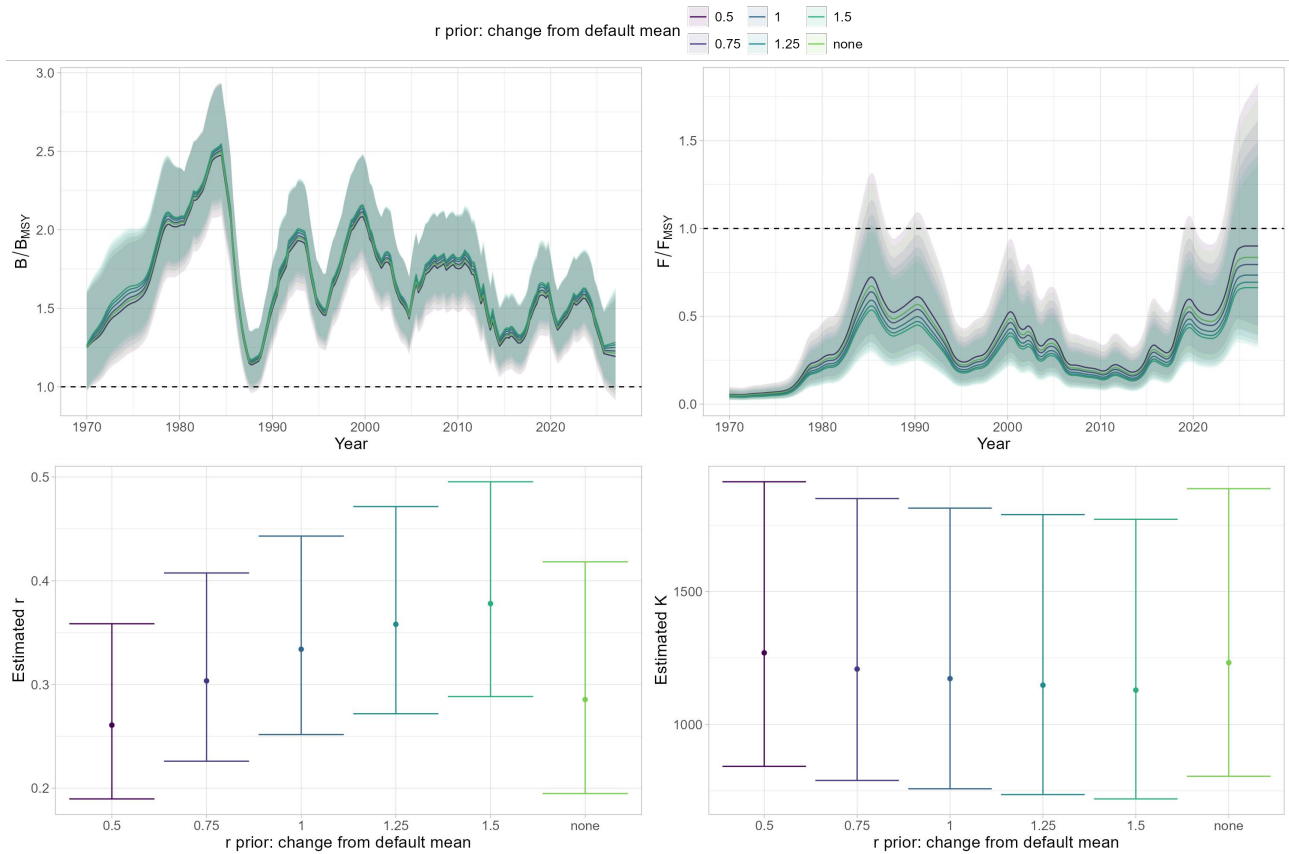 r prior: change from default mean
0.5 1 1.5
0.75 1.25 none
3.0
2.5
2.0
1.5
1.0
B/BMSY
1970 1980 1990 2000 2010 2020
Year
1.5
1.0
0.5
0.0
F/FMSY
1970 1980 1990 2000 2010 2020
Year
0.5
0.4
0.3
0.2
Estimated r
0.5 0.75 1 1.25 1.5 none
r prior: change from default mean
1500
1000
Estimated K
0.5 0.75 1 1.25 1.5 none
r prior: change from default mean